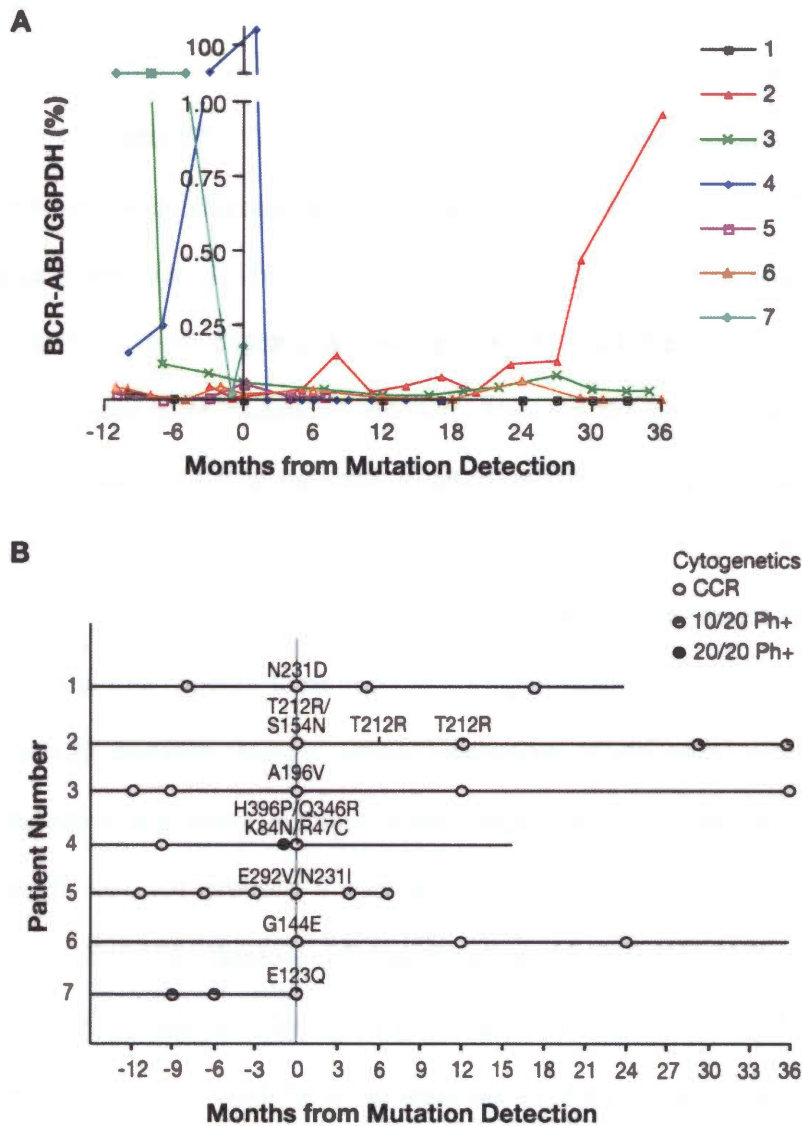 A
BCR-ABL/G6PDH (%)
100
1.00
0.75
0.50
0.25
-12 -6 0 6 12 18 24 30 36
Months from Mutation Detection
1
2
3
4
5
6
7
B
Cytogenetics
CCR
10/20 Ph+
20/20 Ph+
Patient Number
1 N231D
T212R/
2 S154N T212R T212R
3 A196V
H396P/Q346R
4 K84N/R47C
5 E292V/N231I
6 G144E
7 E123Q
-12 -9 -6 -3 0 3 6 9 12 15 18 21 24 27 30 33 36
Months from Mutation Detection